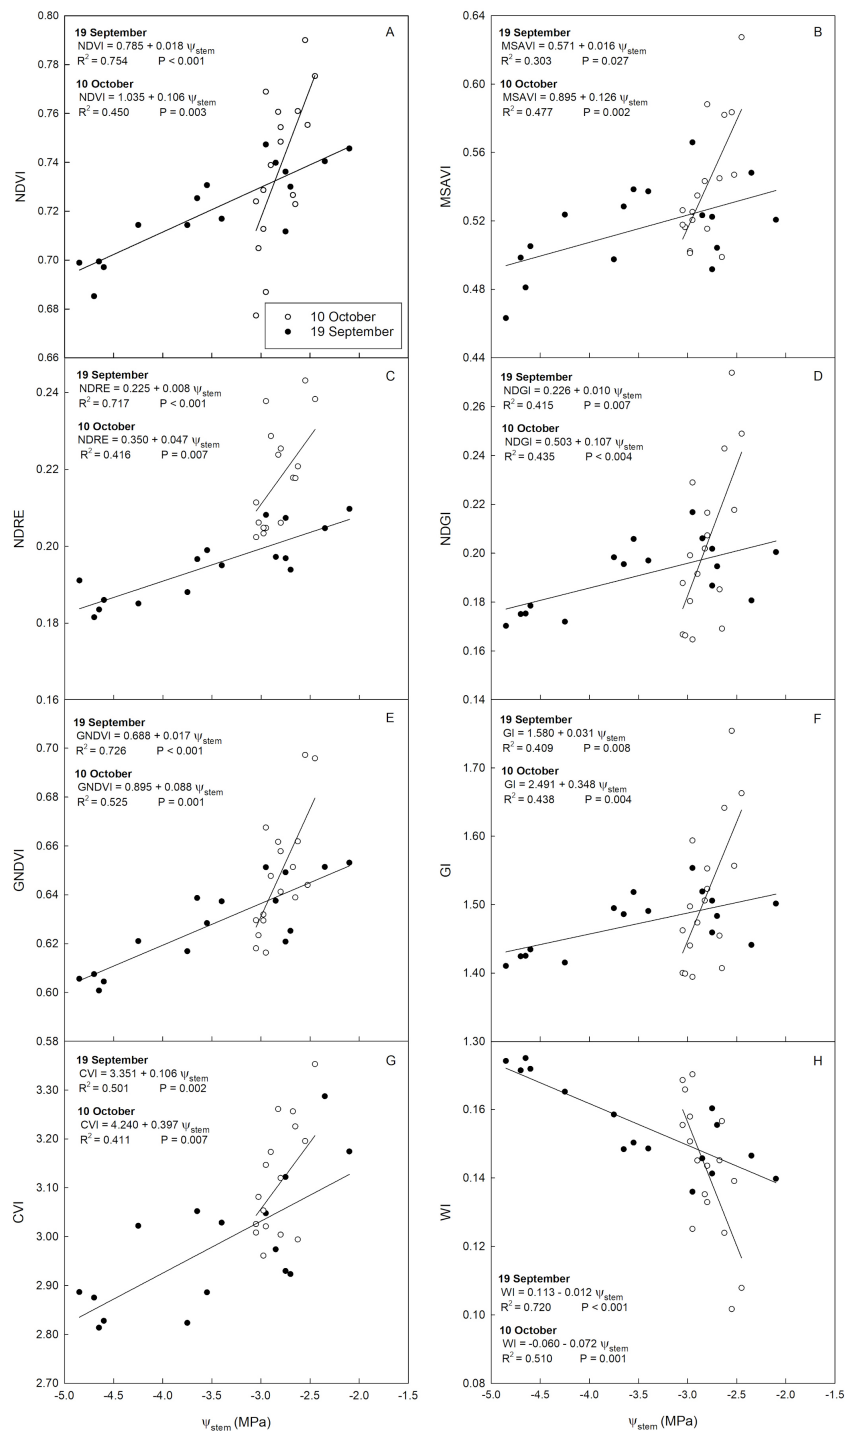 A
19 September
NDVI = 0.785 + 0.018 ψstem
R2 = 0.754 P < 0.001
10 October
NDVI = 1.035 + 0.106 ψstem
R2 = 0.450 P = 0.003
0.80
0.78
0.76
0.74
0.72
0.70
0.68
0.66
NDVI
10 October
19 September
B
19 September
MSAVI = 0.571 + 0.016 ψstem
R2 = 0.303 P = 0.027
10 October
MSAVI = 0.895 + 0.126 ψstem
R2 = 0.477 P = 0.002
0.64
0.60
0.56
0.52
0.48
0.44
MSAVI
C
19 September
NDRE = 0.225 + 0.008 ψstem
R2 = 0.717 P < 0.001
10 October
NDRE = 0.350 + 0.047 ψstem
R2 = 0.416 P = 0.007
0.24
0.22
0.20
0.18
0.16
NDRE
D
19 September
NDGI = 0.226 + 0.010 ψstem
R2 = 0.415 P = 0.007
10 October
NDGI = 0.503 + 0.107 ψstem
R2 = 0.435 P < 0.004
0.26
0.24
0.22
0.20
0.18
0.16
0.14
NDGI
E
19 September
GNDVI = 0.688 + 0.017 ψstem
R2 = 0.726 P < 0.001
10 October
GNDVI = 0.895 + 0.088 ψstem
R2 = 0.525 P = 0.001
0.70
0.68
0.66
0.64
0.62
0.60
0.58
GNDVI
F
19 September
GI = 1.580 + 0.031 ψstem
R2 = 0.409 P = 0.008
10 October
GI = 2.491 + 0.348 ψstem
R2 = 0.438 P = 0.004
1.70
1.60
1.50
1.40
1.30
GI
G
19 September
CVI = 3.351 + 0.106 ψstem
R2 = 0.501 P = 0.002
10 October
CVI = 4.240 + 0.397 ψstem
R2 = 0.411 P = 0.007
3.30
3.20
3.10
3.00
2.90
2.80
2.70
CVI
-5.0 -4.5 -4.0 -3.5 -3.0 -2.5 -2.0 -1.5
ψstem (MPa)
H
0.16
0.14
0.12
0.10
0.08
WI
19 September
WI = 0.113 - 0.012 ψstem
R2 = 0.720 P < 0.001
10 October
WI = -0.060 - 0.072 ψstem
R2 = 0.510 P = 0.001
-5.0 -4.5 -4.0 -3.5 -3.0 -2.5 -2.0 -1.5
ψstem (MPa)